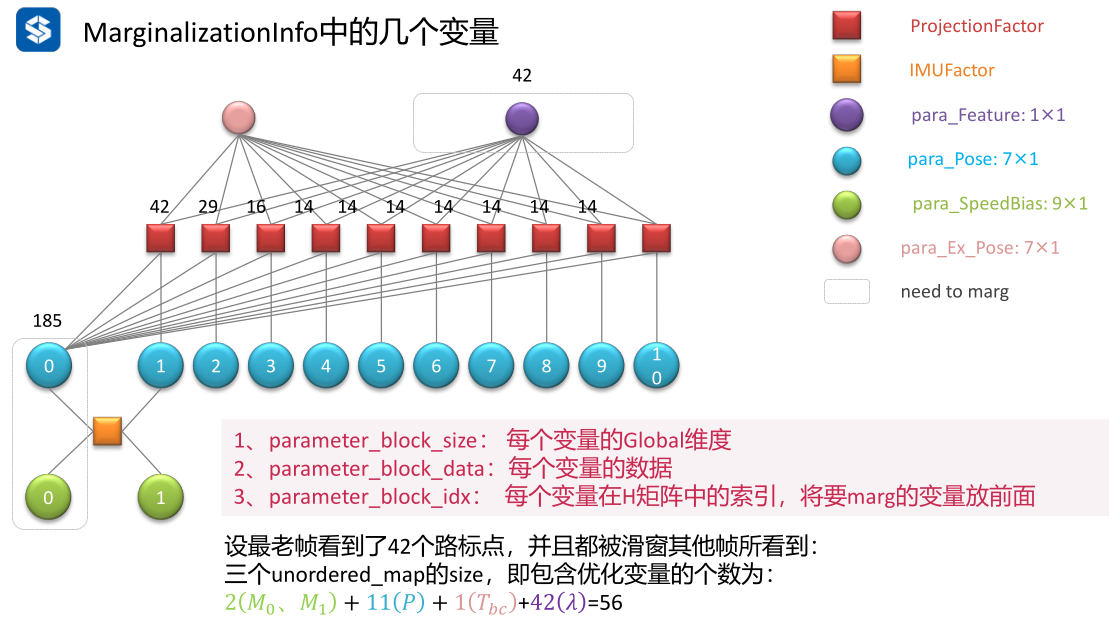 MarginalizationInfo中的几个变量
ProjectionFactor
IMUFactor
para_Feature: 1×1
para_Pose: 7×1
para_SpeedBias: 9×1
para_Ex_Pose: 7×1
need to marg
42
42 29 16 14 14 14 14 14 14 14
185
0 1 2 3 4 5 6 7 8 9 10
0 1
1、parameter_block_size： 每个变量的Global维度
2、parameter_block_data：每个变量的数据
3、parameter_block_idx： 每个变量在H矩阵中的索引，将要marg的变量放前面
设最老帧看到了42个路标点，并且都被滑窗其他帧所看到：
三个unordered_map的size，即包含优化变量的个数为：
2(M₀、M₁) + 11(P) + 1(T_bc)+42(λ)=56